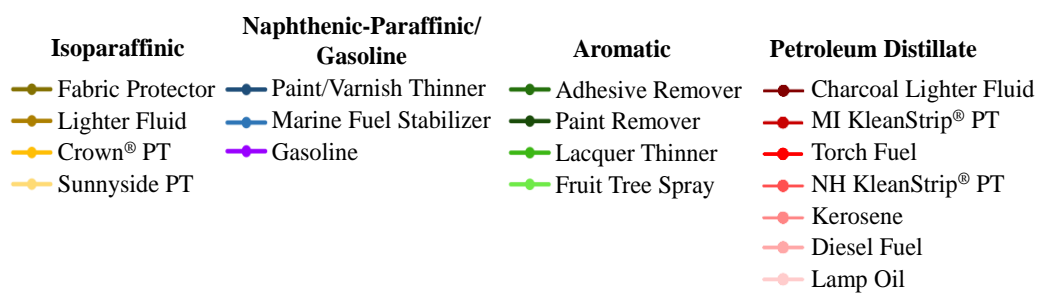 Isoparaffinic
Fabric Protector
Lighter Fluid
Crown® PT
Sunnyside PT
Naphthenic-Paraffinic/
Gasoline
Paint/Varnish Thinner
Marine Fuel Stabilizer
Gasoline
Aromatic
Adhesive Remover
Paint Remover
Lacquer Thinner
Fruit Tree Spray
Petroleum Distillate
Charcoal Lighter Fluid
MI KleanStrip® PT
Torch Fuel
NH KleanStrip® PT
Kerosene
Diesel Fuel
Lamp Oil